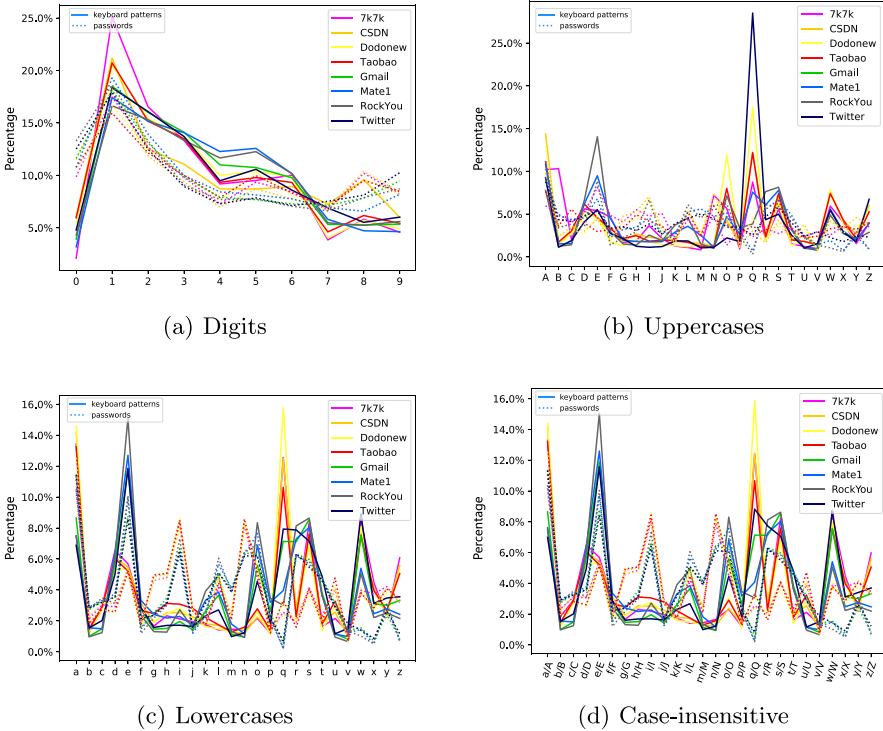 25.0%
20.0%
15.0%
10.0%
5.0%
Percentage
keyboard patterns
passwords
7k7k
CSDN
Dodonew
Taobao
Gmail
Mate1
RockYou
Twitter
0 1 2 3 4 5 6 7 8 9
(a) Digits
25.0%
20.0%
15.0%
10.0%
5.0%
0.0%
Percentage
keyboard patterns
passwords
7k7k
CSDN
Dodonew
Taobao
Gmail
Mate1
RockYou
Twitter
A B C D E F G H I J K L M N O P Q R S T U V W X Y Z
(b) Uppercases
16.0%
14.0%
12.0%
10.0%
8.0%
6.0%
4.0%
2.0%
0.0%
Percentage
keyboard patterns
passwords
7k7k
CSDN
Dodonew
Taobao
Gmail
Mate1
RockYou
Twitter
a b c d e f g h i j k l m n o p q r s t u v w x y z
(c) Lowercases
16.0%
14.0%
12.0%
10.0%
8.0%
6.0%
4.0%
2.0%
0.0%
Percentage
keyboard patterns
passwords
7k7k
CSDN
Dodonew
Taobao
Gmail
Mate1
RockYou
Twitter
a/A b/B c/C d/D e/E f/F g/G h/H i/I j/J k/K l/L m/M n/N o/O p/P q/Q r/R s/S t/T u/U v/V w/W x/X y/Y z/Z
(d) Case-insensitive